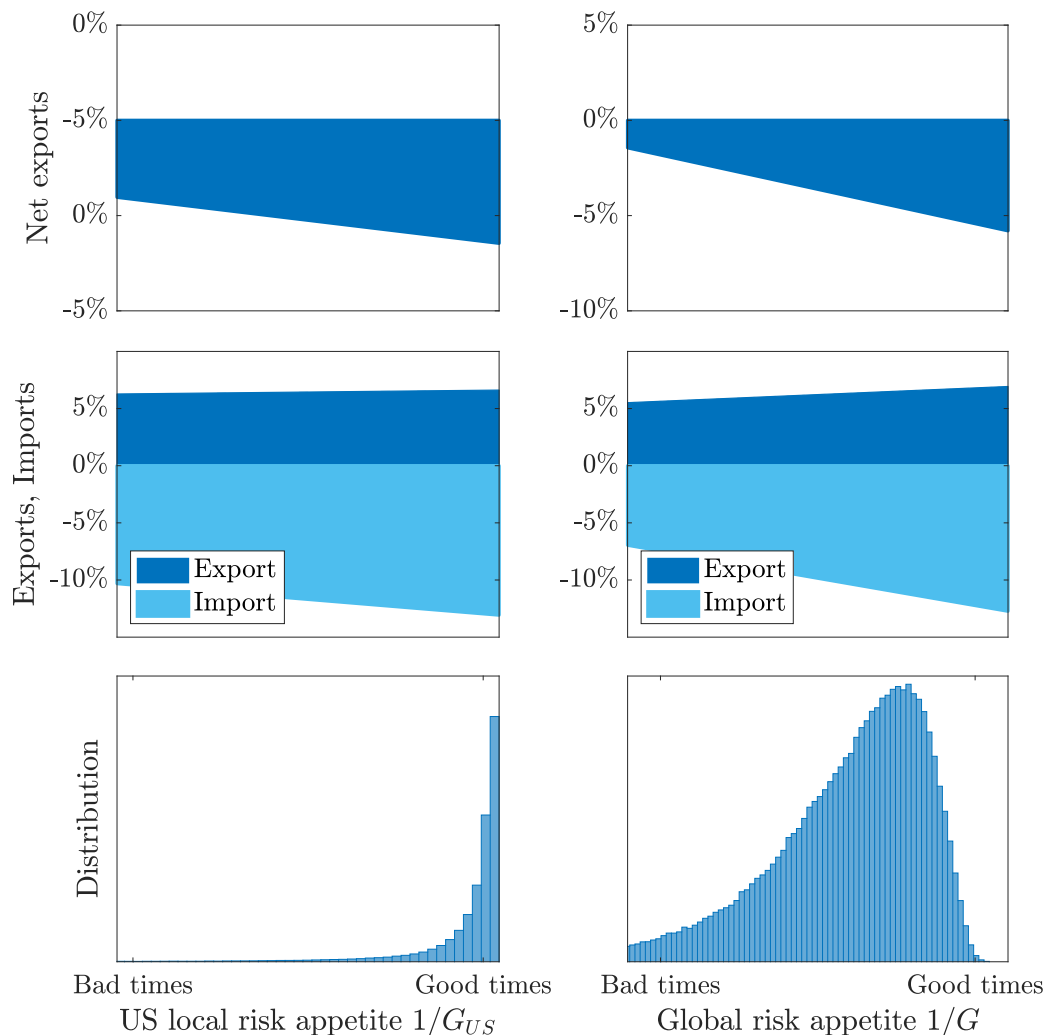 Net exports
0%
-5%
0%
-5%
5%
0%
-5%
-10%
Exports, Imports
5%
0%
-5%
-10%
Export
Import
5%
0%
-5%
-10%
Export
Import
Distribution
Bad times
Good times
US local risk appetite 1/G_US
Bad times
Good times
Global risk appetite 1/G